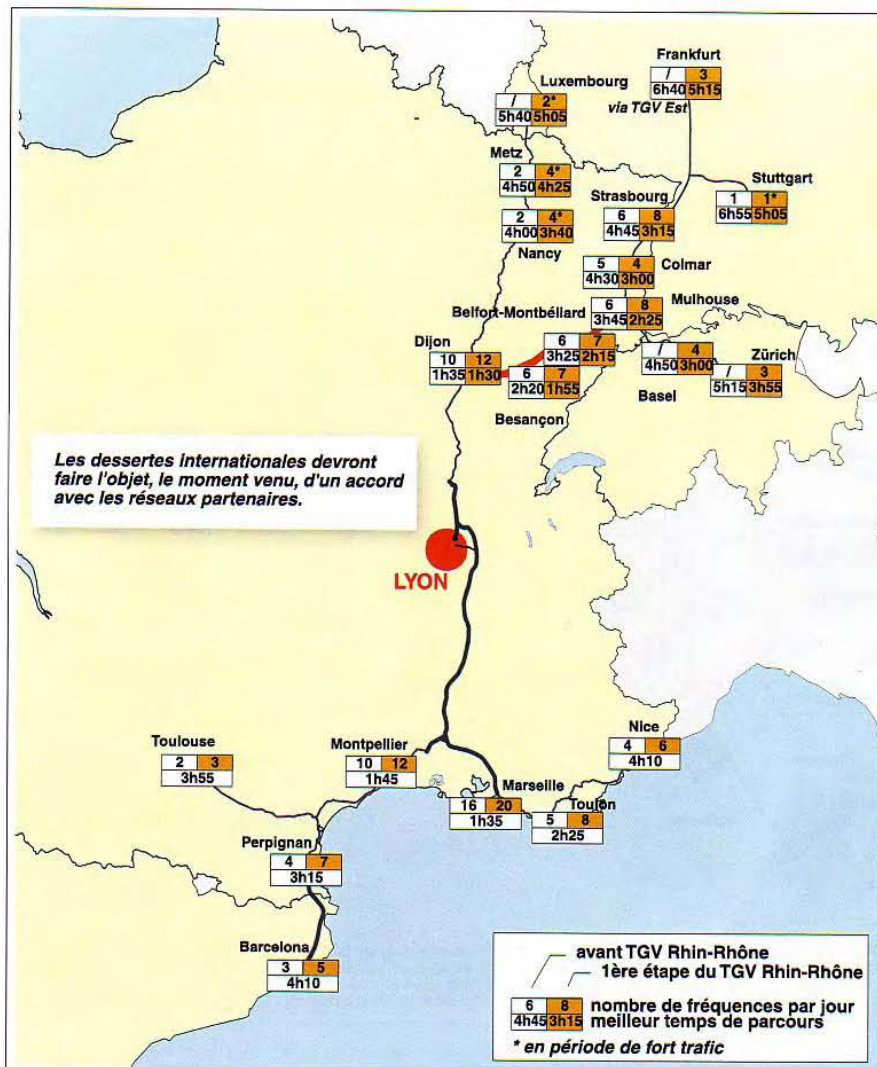 Frankfurt
/ 3
6h40 5h15
via TGV Est
Luxembourg
/ 2*
5h40 5h05
Metz
2 4*
4h50 4h25
Stuttgart
1 1*
6h55 5h05
Strasbourg
6 8
4h45 3h15
2 4*
4h00 3h40
Nancy
5 4
4h30 3h00
Colmar
6 8
3h45 2h25
Mulhouse
Belfort-Montbéliard
6 7
3h25 2h15
Dijon
10 12
1h35 1h30
6 7
2h20 1h55
Besançon
/ 4
4h50 3h00
Basel
Zürich
/ 3
5h15 3h55
Les dessertes internationales devront
faire l'objet, le moment venu, d'un accord
avec les réseaux partenaires.
LYON
Toulouse
2 3
3h55
Montpellier
10 12
1h45
Nice
4 6
4h10
Marseille
16 20
1h35
Toulon
5 8
2h25
Perpignan
4 7
3h15
Barcelona
3 5
4h10
avant TGV Rhin-Rhône
1ère étape du TGV Rhin-Rhône
6 8 nombre de fréquences par jour
4h45 3h15 meilleur temps de parcours
* en période de fort trafic